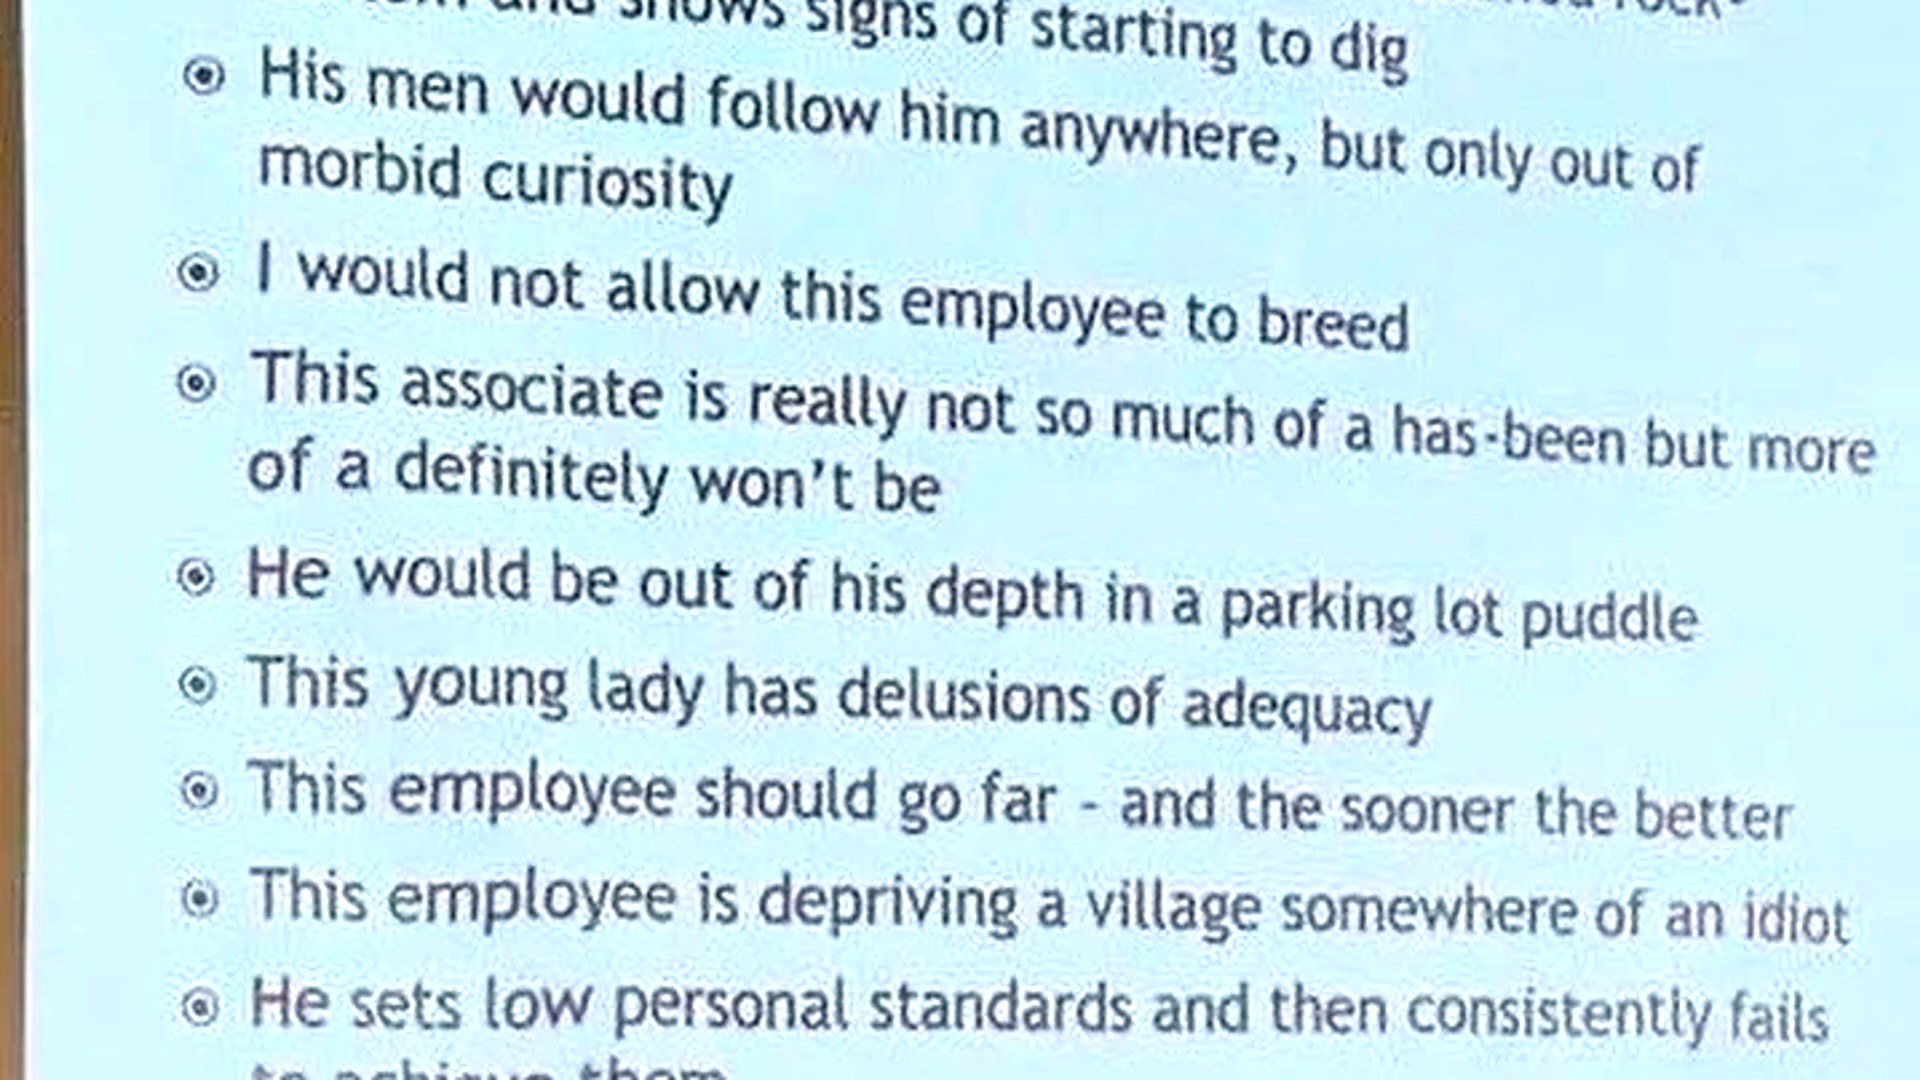 and shows signs of starting to dig
His men would follow him anywhere, but only out of
morbid curiosity
I would not allow this employee to breed
This associate is really not so much of a has-been but more
of a definitely won't be
He would be out of his depth in a parking lot puddle
This young lady has delusions of adequacy
This employee should go far - and the sooner the better
This employee is depriving a village somewhere of an idiot
He sets low personal standards and then consistently fails
to achieve them